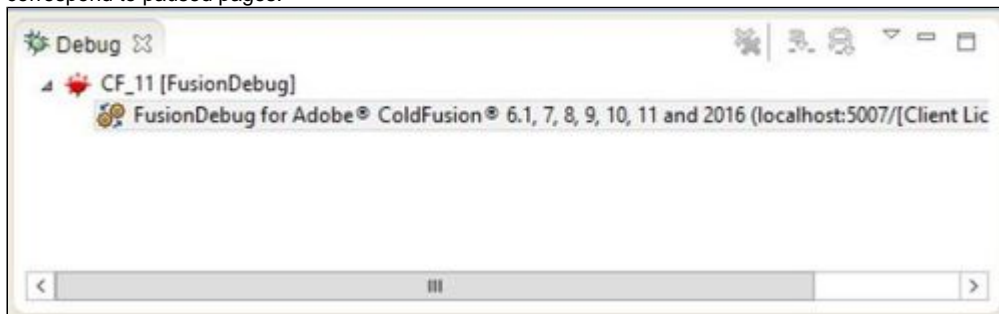 correspond to paused pages.
Debug
CF_11 [FusionDebug]
FusionDebug for Adobe® ColdFusion® 6.1, 7, 8, 9, 10, 11 and 2016 (localhost:5007/[Client Lic